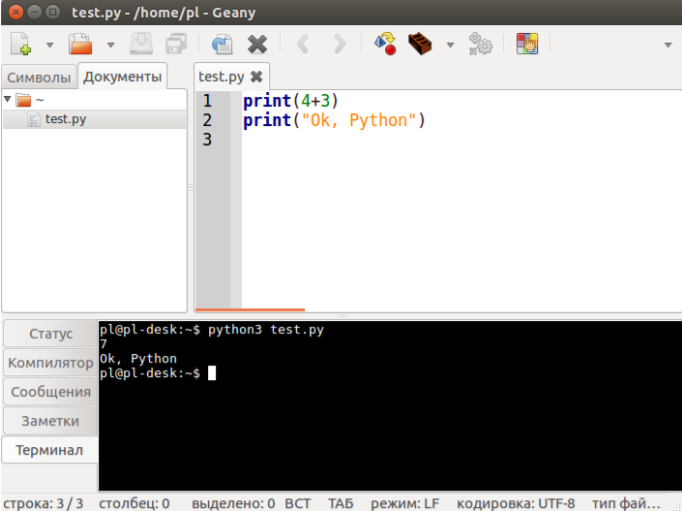 test.py - /home/pl - Geany
Символы Документы
test.py
~
test.py
1 print(4+3)
2 print("Ok, Python")
3
Статус
Компилятор
Сообщения
Заметки
Терминал
pl@pl-desk:~$ python3 test.py
7
Ok, Python
pl@pl-desk:~$
строка: 3 / 3 столбец: 0 выделено: 0 ВСТ ТАБ режим: LF кодировка: UTF-8 тип фай...